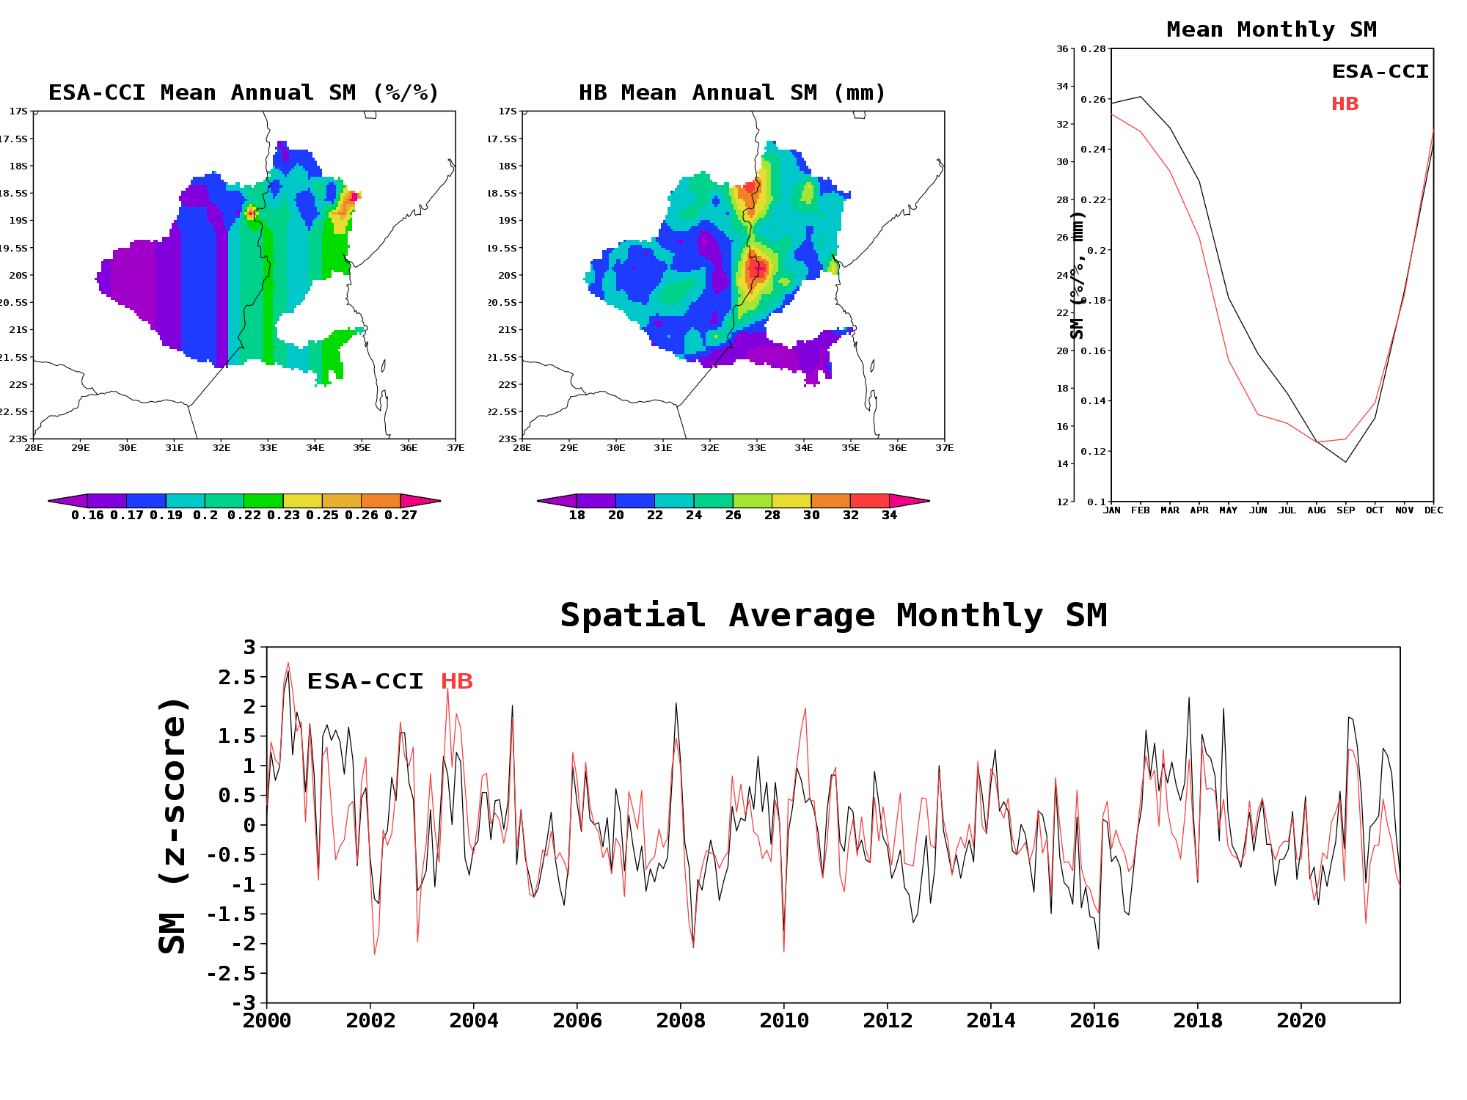 Mean Monthly SM
ESA-CCI Mean Annual SM (%/%)
HB Mean Annual SM (mm)
ESA-CCI
HB
36
34
32
30
28
26
24
22
20
18
16
14
12
0.28
0.26
0.24
0.22
0.2
0.18
0.16
0.14
0.12
0.1
SM (%/%, mm)
JAN FEB MAR APR MAY JUN JUL AUG SEP OCT NOV DEC
17S
17.5S
18S
18.5S
19S
19.5S
20S
20.5S
21S
21.5S
22S
22.5S
23S
28E 29E 30E 31E 32E 33E 34E 35E 36E 37E
0.16 0.17 0.19 0.2 0.22 0.23 0.25 0.26 0.27
17S
17.5S
18S
18.5S
19S
19.5S
20S
20.5S
21S
21.5S
22S
22.5S
23S
28E 29E 30E 31E 32E 33E 34E 35E 36E 37E
18 20 22 24 26 28 30 32 34
Spatial Average Monthly SM
ESA-CCI HB
SM (z-score)
3
2.5
2
1.5
1
0.5
0
-0.5
-1
-1.5
-2
-2.5
-3
2000 2002 2004 2006 2008 2010 2012 2014 2016 2018 2020